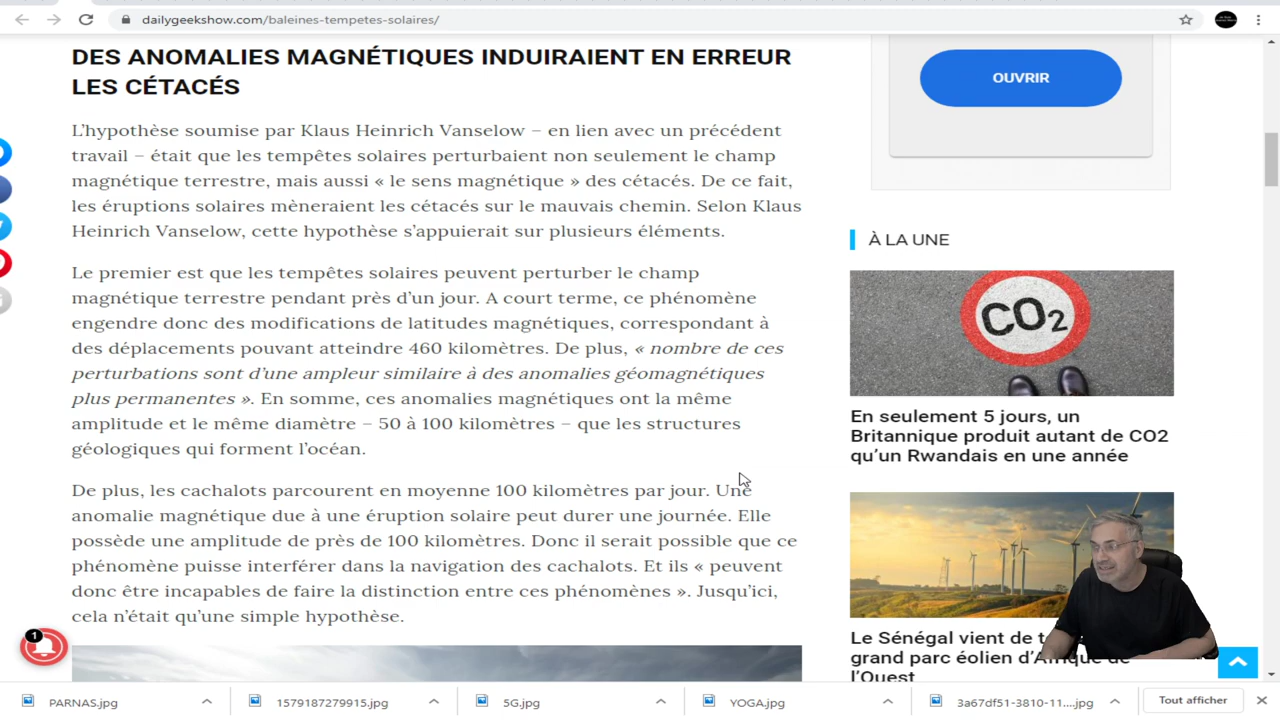 dailygeekshow.com/baleines-tempetes-solaires/
DES ANOMALIES MAGNÉTIQUES INDUIRAIENT EN ERREUR
LES CÉTACÉS
L'hypothèse soumise par Klaus Heinrich Vanselow – en lien avec un précédent
travail – était que les tempêtes solaires perturbaient non seulement le champ
magnétique terrestre, mais aussi « le sens magnétique » des cétacés. De ce fait,
les éruptions solaires mèneraient les cétacés sur le mauvais chemin. Selon Klaus
Heinrich Vanselow, cette hypothèse s'appuierait sur plusieurs éléments.
Le premier est que les tempêtes solaires peuvent perturber le champ
magnétique terrestre pendant près d'un jour. A court terme, ce phénomène
engendre donc des modifications de latitudes magnétiques, correspondant à
des déplacements pouvant atteindre 460 kilomètres. De plus, « nombre de ces
perturbations sont d'une ampleur similaire à des anomalies géomagnétiques
plus permanentes ». En somme, ces anomalies magnétiques ont la même
amplitude et le même diamètre – 50 à 100 kilomètres – que les structures
géologiques qui forment l'océan.
De plus, les cachalots parcourent en moyenne 100 kilomètres par jour. Une
anomalie magnétique due à une éruption solaire peut durer une journée. Elle
possède une amplitude de près de 100 kilomètres. Donc il serait possible que ce
phénomène puisse interférer dans la navigation des cachalots. Et ils « peuvent
donc être incapables de faire la distinction entre ces phénomènes ». Jusqu'ici,
cela n'était qu'une simple hypothèse.
OUVRIR
À LA UNE
CO2
En seulement 5 jours, un
Britannique produit autant de CO2
qu'un Rwandais en une année
Le Sénégal vient de
grand parc éolien d'Afrique de
l'Ouest
1
PARNAS.jpg
1579187279915.jpg
5G.jpg
YOGA.jpg
3a67df51-3810-11....jpg
Tout afficher